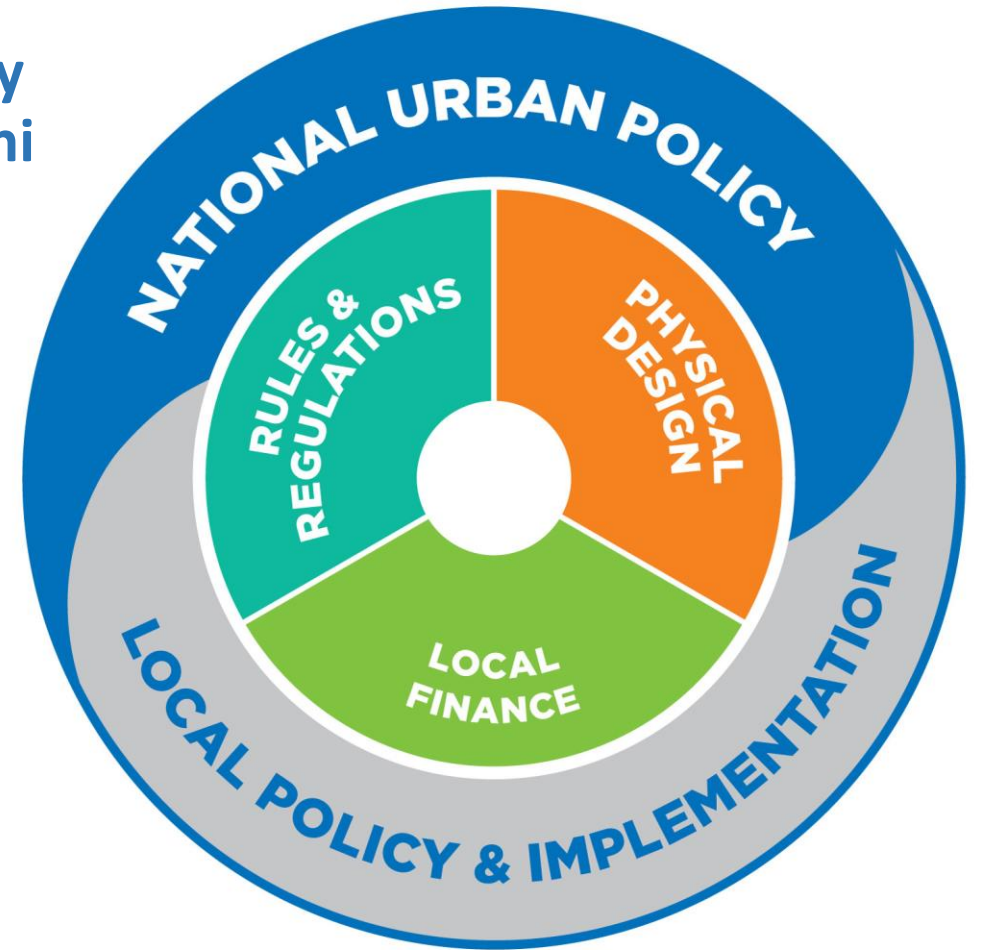 NATIONAL URBAN POLICY
RULES &
REGULATIONS
PHYSICAL
DESIGN
LOCAL
FINANCE
LOCAL POLICY & IMPLEMENTATION